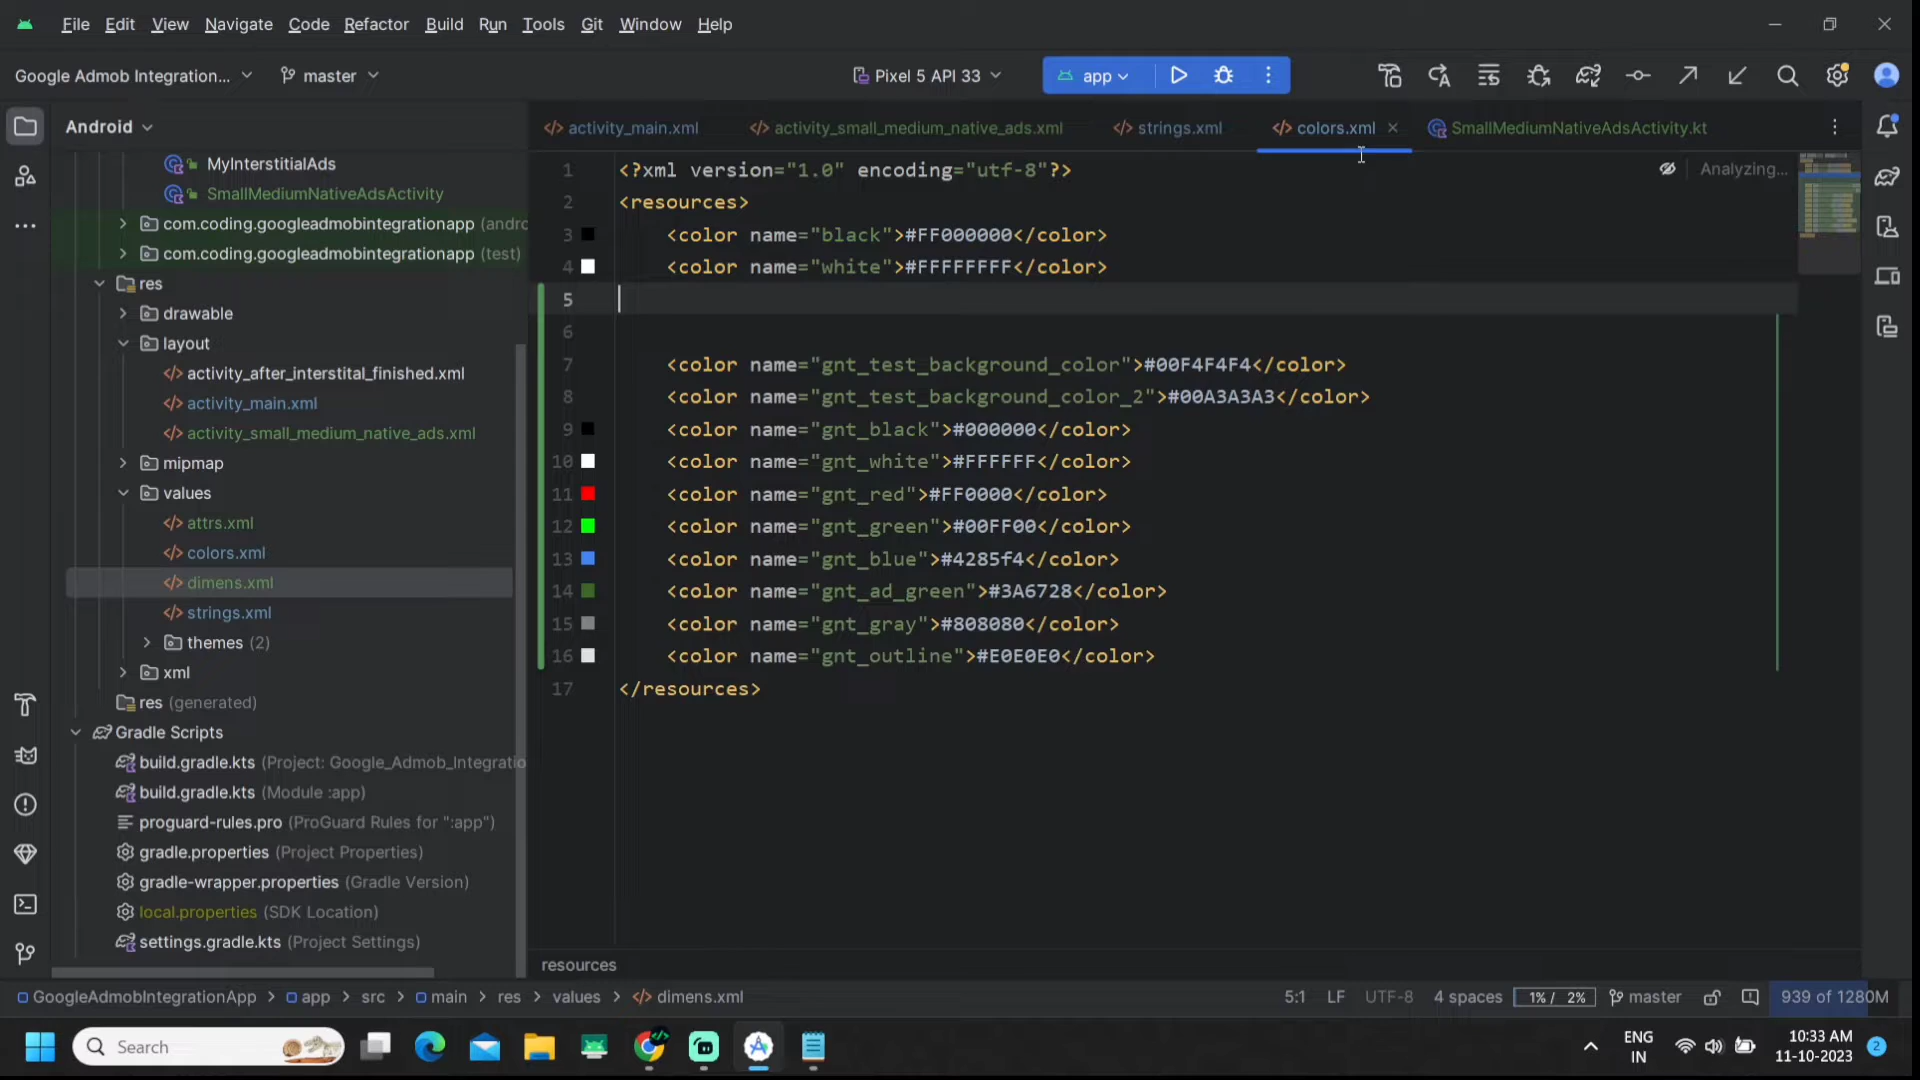 File Edit View Navigate Code Refactor Build Run Tools Git Window Help
Google Admob Integration... master Pixel 5 API 33 app
Android
activity_main.xml activity_small_medium_native_ads.xml strings.xml colors.xml SmallMediumNativeAdsActivity.kt
MyInterstitialAds
SmallMediumNativeAdsActivity
com.coding.googleadmobintegrationapp (andro
com.coding.googleadmobintegrationapp (test)
res
drawable
layout
activity_after_interstital_finished.xml
activity_main.xml
activity_small_medium_native_ads.xml
mipmap
values
attrs.xml
colors.xml
dimens.xml
strings.xml
themes (2)
xml
res (generated)
Gradle Scripts
build.gradle.kts (Project: Google_Admob_Integratio
build.gradle.kts (Module :app)
proguard-rules.pro (ProGuard Rules for ":app")
gradle.properties (Project Properties)
gradle-wrapper.properties (Gradle Version)
local.properties (SDK Location)
settings.gradle.kts (Project Settings)
1 <?xml version="1.0" encoding="utf-8"?>
Analyzing...
2 <resources>
3 <color name="black">#FF000000</color>
4 <color name="white">#FFFFFFFF</color>
5
6
7 <color name="gnt_test_background_color">#00F4F4F4</color>
8 <color name="gnt_test_background_color_2">#00A3A3A3</color>
9 <color name="gnt_black">#000000</color>
10 <color name="gnt_white">#FFFFFF</color>
11 <color name="gnt_red">#FF0000</color>
12 <color name="gnt_green">#00FF00</color>
13 <color name="gnt_blue">#4285f4</color>
14 <color name="gnt_ad_green">#3A6728</color>
15 <color name="gnt_gray">#808080</color>
16 <color name="gnt_outline">#E0E0E0</color>
17 </resources>
resources
GoogleAdmobIntegrationApp > app > src > main > res > values > dimens.xml
5:1 LF UTF-8 4 spaces 1% / 2% master 939 of 1280M
Search
ENG
IN
10:33 AM
11-10-2023
2